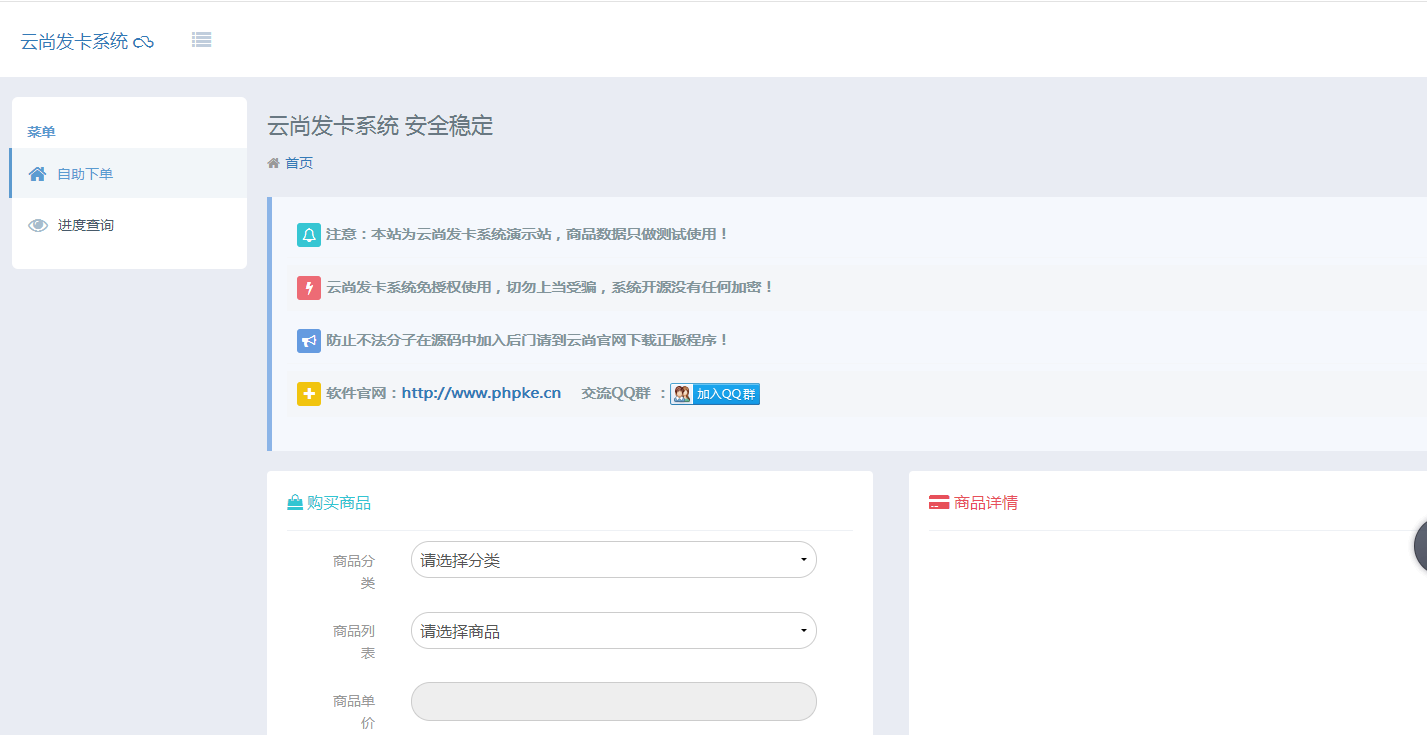 云尚发卡系统
菜单
自助下单
进度查询
云尚发卡系统 安全稳定
首页
注意：本站为云尚发卡系统演示站，商品数据只做测试使用！
云尚发卡系统免授权使用，切勿上当受骗，系统开源没有任何加密！
防止不法分子在源码中加入后门请到云尚官网下载正版程序！
软件官网：http://www.phpke.cn 交流QQ群 ：加入QQ群
购买商品
商品分
类
请选择分类
商品列
表
请选择商品
商品单
价
商品详情